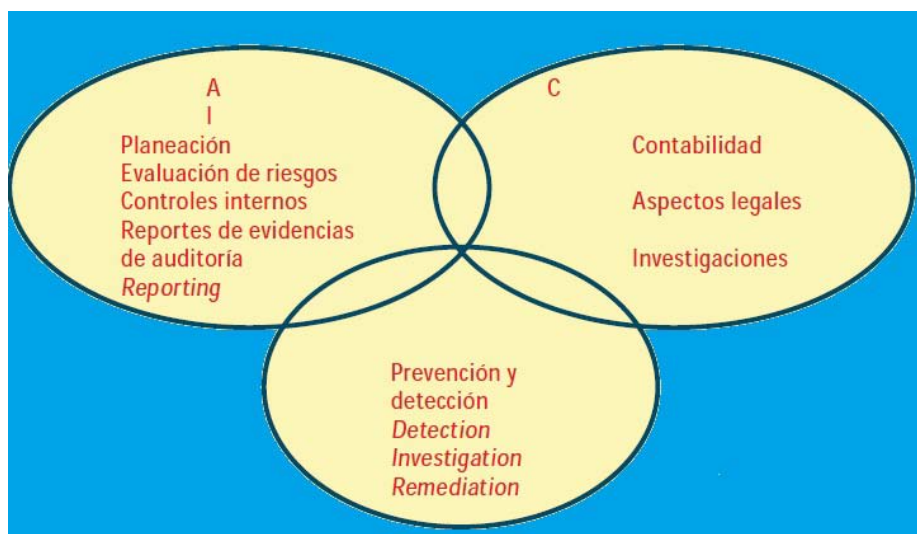 A
I
Planeación
Evaluación de riesgos
Controles internos
Reportes de evidencias
de auditoría
Reporting
C
Contabilidad
Aspectos legales
Investigaciones
Prevención y
detección
Detection
Investigation
Remediation